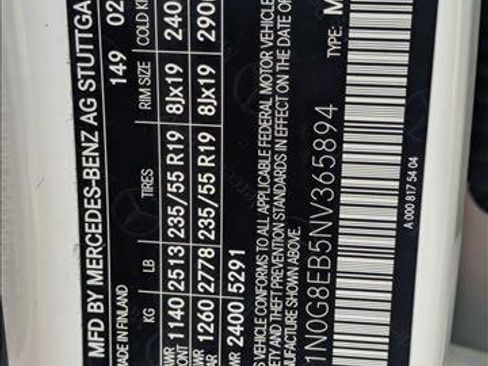 MFD BY MERCEDES-BENZ AG STUTTGA
MADE IN FINLAND 149 02
KG LB TIRES RIM SIZE COLD
1140 2513 235/55 R19 8Jx19 240
ONT
1260 2778 235/55 R19 8Jx19 290
2400 5291
VEHICLE CONFORMS TO ALL APPLICABLE FEDERAL MOTOR VEHICLE
ETY AND THEFT PREVENTION STANDARDS IN EFFECT ON THE DATE OF
UFACTURE SHOWN ABOVE.
1N0G8EB5NV365894 TYPE: M
A 000 817 54 04